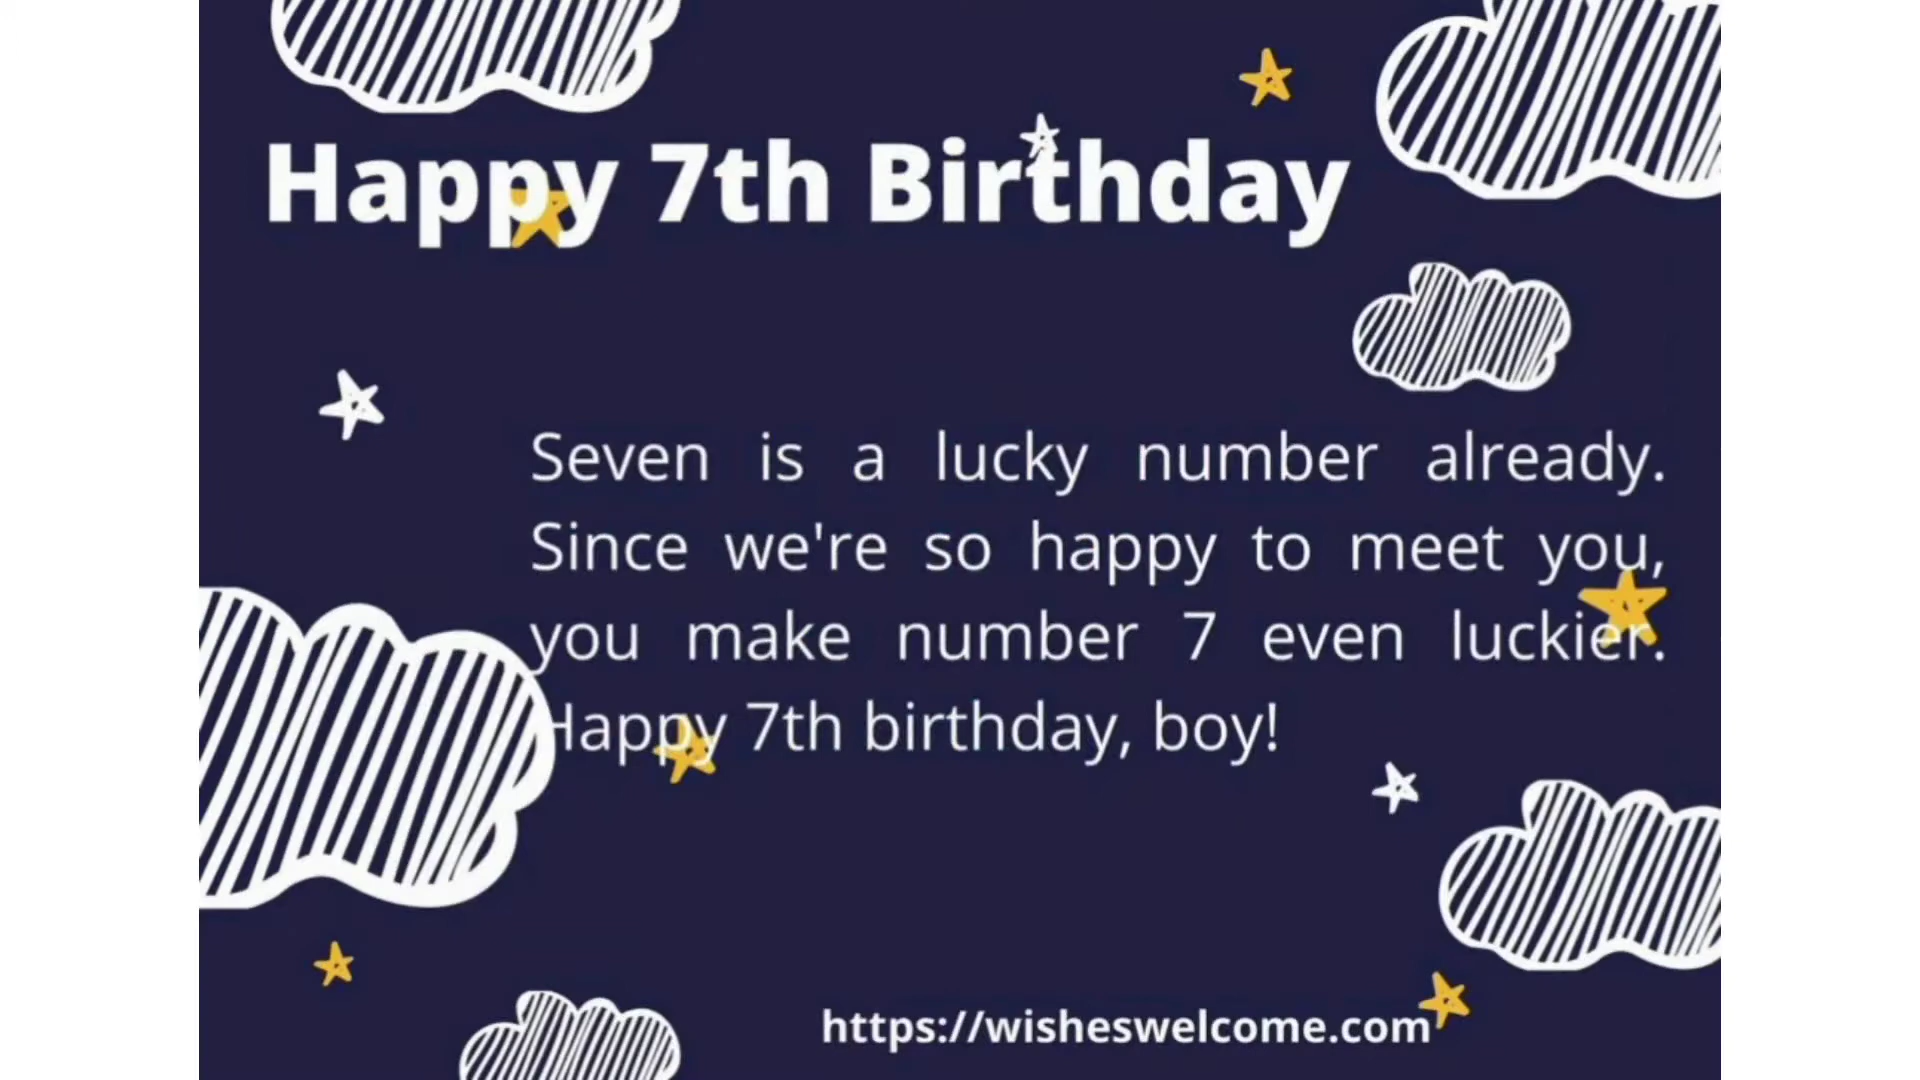 Happy 7th Birthday
Seven is a lucky number already.
Since we're so happy to meet you,
you make number 7 even luckier.
Happy 7th birthday, boy!
https://wisheswelcome.com